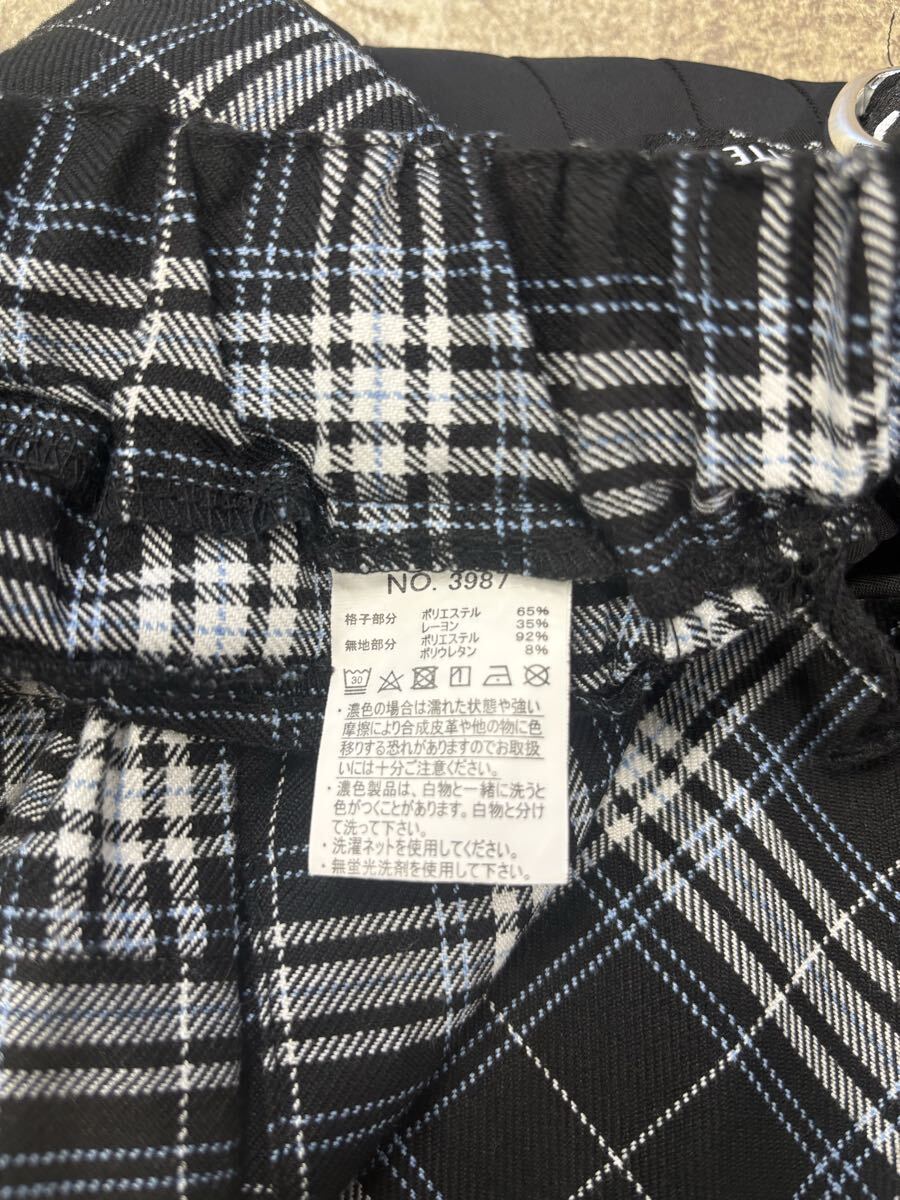 TE
NO. 3987
格子部分 ポリエステル 65%
レーヨン 35%
無地部分 ポリエステル 92%
ポリウレタン 8%
30
・濃色の場合は濡れた状態や強い
摩擦により合成皮革や他の物に色
移りする恐れがありますのでお取扱
いには十分ご注意ください。
・濃色製品は、白物と一緒に洗うと
色がつくことがあります。白物と分け
て洗って下さい。
・洗濯ネットを使用してください。
・無蛍光洗剤を使用して下さい。